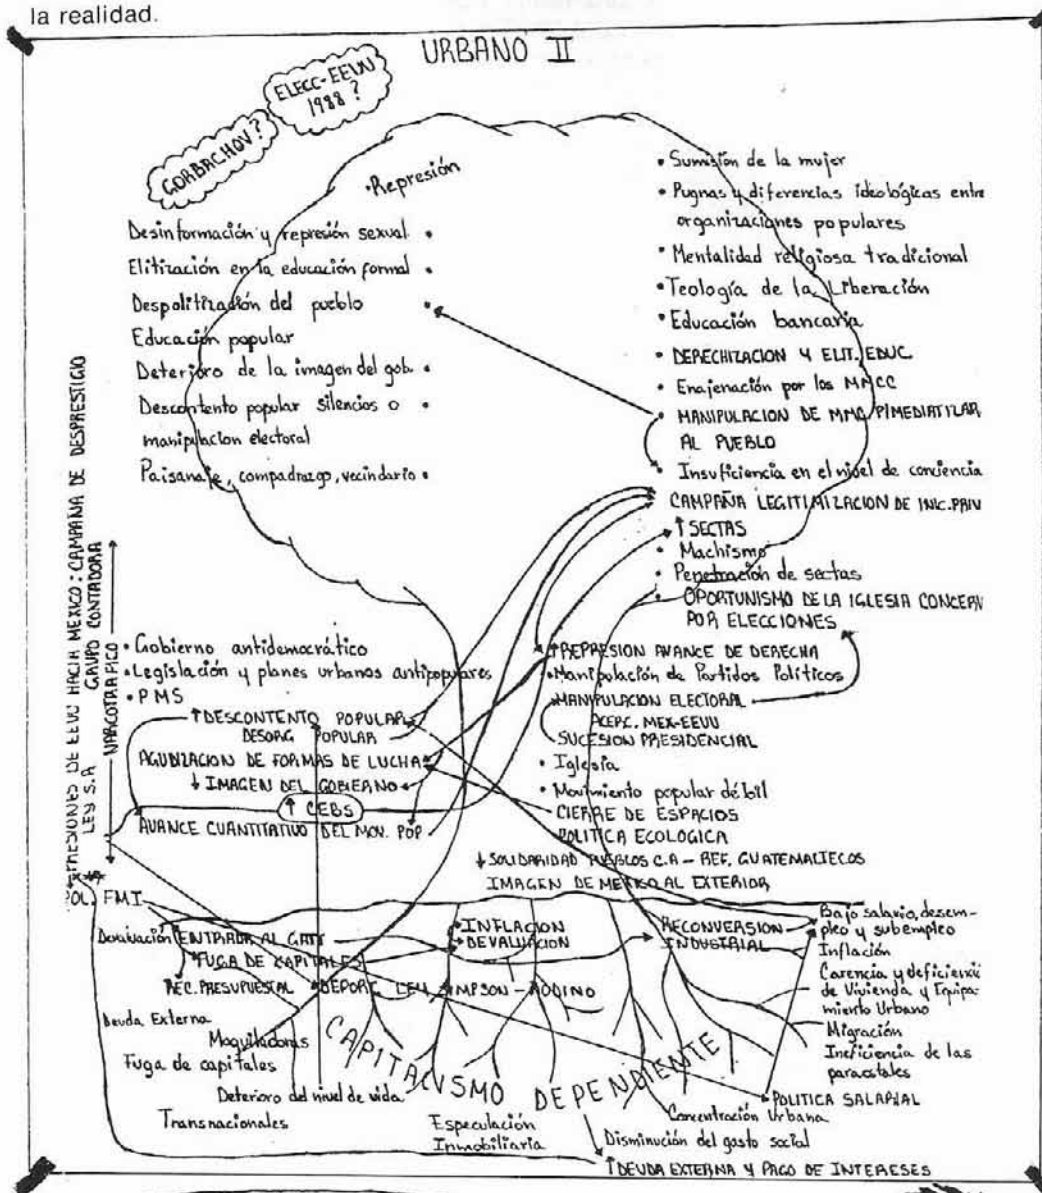 la realidad.
URBANO II
ELECC-EEUU
1988?
GORBACHOV?
•Represión
Desinformación y represión sexual •
Elitización en la educación formal •
Despolitización del pueblo •
Educación popular
Deterioro de la imagen del gob. •
Descontento popular silencios o •
manipulacion electoral
Paisanaje, compadrazgo, vecindario •
• Sumisión de la mujer
• Pugnas y diferencias ideológicas entre
organizaciones populares
• Mentalidad religiosa tradicional
• Teología de la Liberación
• Educación bancaria
• DERECHIZACION Y ELIT. EDUC.
• Enajenación por los MMCC
• MANIPULACION DE MMC P/MEDIATIZAR
AL PUEBLO
• Insuficiencia en el nivel de conciencia
CAMPAÑA LEGITIMIZACION DE INIC. PRIV
↑ SECTAS
• Machismo
• Penetración de sectas
• OPORTUNISMO DE LA IGLESIA CONCERV
POR ELECCIONES
PRESIONES DE EEUU HACIA MEXICO: CAMPAÑA DE DESPRESTIGIO
LEY S.R GRUPO CONTADORA
NARCOTRAFICO
• Gobierno antidemocrático
• Legislación y planes urbanos antipopulares
• PMS
↑ DESCONTENTO POPULAR
DESORG POPULAR
AGUDIZACION DE FORMAS DE LUCHA
↓ IMAGEN DEL GOBIERNO
↑ CEBS
AVANCE CUANTITATIVO DEL MOV. POP
↑ REPRESION AVANCE DE DERECHA
• Manipulación de Partidos Políticos
MANIPULACION ELECTORAL
MEX-EEUU
SUCESION PRESIDENCIAL
• Iglesia
• Movimiento popular débil
CIERRE DE ESPACIOS
POLITICA ECOLOGICA
↓ SOLIDARIDAD PUEBLOS C.A - REF. GUATEMALTECOS
IMAGEN DE MEXICO AL EXTERIOR
POL. FMI
Devaluación ENTRADA AL GATT
FUGA DE CAPITALES
REC. PRESUPUESTAL
DEPORT. LEY SIMPSON - RODINO
• INFLACION
• DEVALUACION
RECONVERSION
INDUSTRIAL
Bajo salario, desem-
pleo y subempleo
Inflación
Carencia y deficienci
de Vivienda y Equipa-
miento Urbano
Migración
Ineficiencia de las
paraestales
POLITICA SALARIAL
Deuda Externa
Maquiladoras
Fuga de capitales
Deterioro del nivel de vida
Transnacionales
CAPITALISMO DEPENDIENTE
Especulación
Inmobiliaria
Concentración Urbana
Disminución del gasto social
↑ DEUDA EXTERNA Y PAGO DE INTERESES